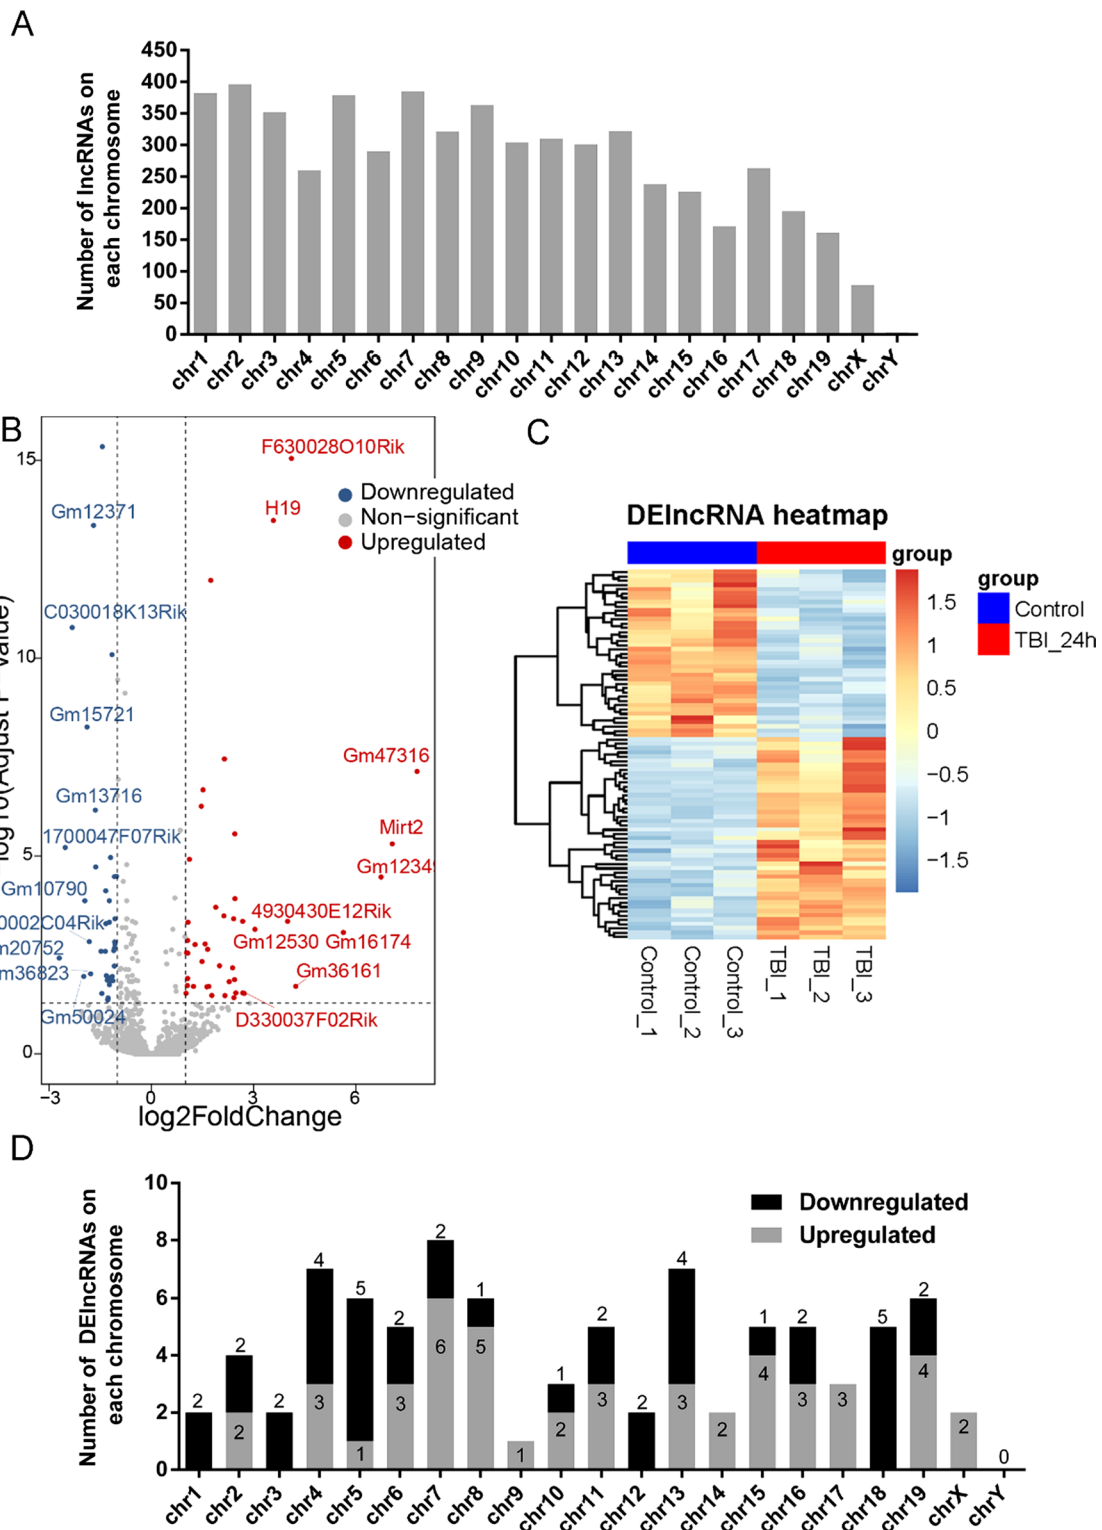 A
Number of lncRNAs on
each chromosome
450
400
350
300
250
200
150
100
50
0
chr1
chr2
chr3
chr4
chr5
chr6
chr7
chr8
chr9
chr10
chr11
chr12
chr13
chr14
chr15
chr16
chr17
chr18
chr19
chrX
chrY
B
15
10
5
0
F630028O10Rik
Gm12371
H19
Downregulated
Non−significant
Upregulated
C030018K13Rik
Gm15721
Gm47316
Gm13716
Mirt2
1700047F07Rik
Gm1234
Gm10790
4930430E12Rik
0002C04Rik
Gm12530
Gm16174
m20752
m36823
Gm36161
Gm50024
D330037F02Rik
−3
0
3
6
log2FoldChange
C
DElncRNA heatmap
group
1.5
1
0.5
0
−0.5
−1
−1.5
group
Control
TBI_24h
Control_1
Control_2
Control_3
TBI_1
TBI_2
TBI_3
D
Number of DElncRNAs on
each chromosome
10
8
6
4
2
0
Downregulated
Upregulated
2
2
2
2
4
3
5
1
2
3
2
6
1
5
1
1
2
2
3
2
4
3
2
1
4
2
3
3
5
2
4
2
0
chr1
chr2
chr3
chr4
chr5
chr6
chr7
chr8
chr9
chr10
chr11
chr12
chr13
chr14
chr15
chr16
chr17
chr18
chr19
chrX
chrY